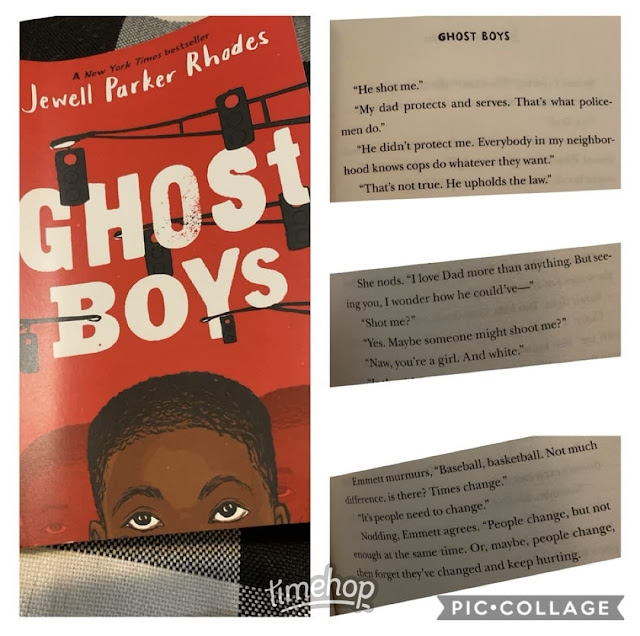 A New York Times bestseller
Jewell Parker Rhodes
GHOST
BOYS
GHOST BOYS
“He shot me.”
“My dad protects and serves. That’s what police-
men do.”
“He didn’t protect me. Everybody in my neighbor-
hood knows cops do whatever they want.”
“That’s not true. He upholds the law.”
She nods. “I love Dad more than anything. But see-
ing you, I wonder how he could’ve—”
“Shot me?”
“Yes. Maybe someone might shoot me?”
“Naw, you’re a girl. And white.”
Emmett murmurs, “Baseball, basketball. Not much
difference, is there? Times change.”
“It’s people need to change.”
Nodding, Emmett agrees. “People change, but not
enough at the same time. Or, maybe, people change,
then forget they’ve changed and keep hurting.
timehop
PIC•COLLAGE